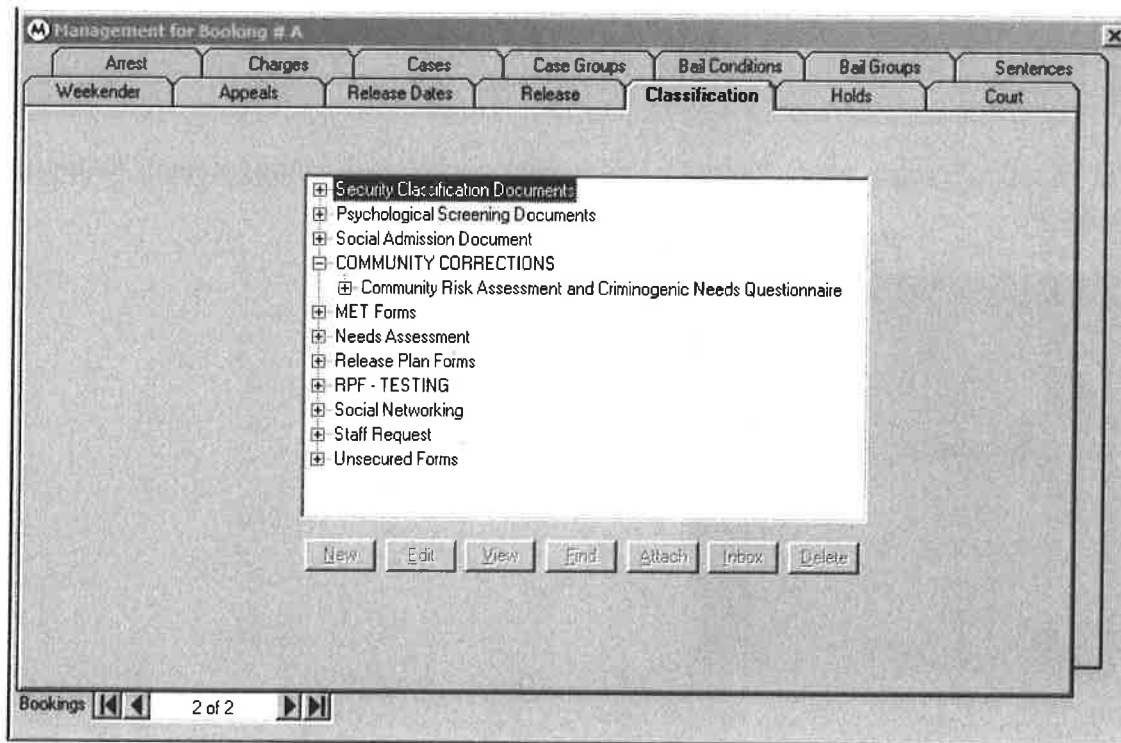 Management for Booking # A
Arrest Charges Cases Case Groups Bail Conditions Bail Groups Sentences
Weekender Appeals Release Dates Release Classification Holds Court
Security Classification Documents
Psychological Screening Documents
Social Admission Document
COMMUNITY CORRECTIONS
Community Risk Assessment and Criminogenic Needs Questionnaire
MET Forms
Needs Assessment
Release Plan Forms
RPF - TESTING
Social Networking
Staff Request
Unsecured Forms
New Edit View Find Attach Inbox Delete
Bookings 2 of 2